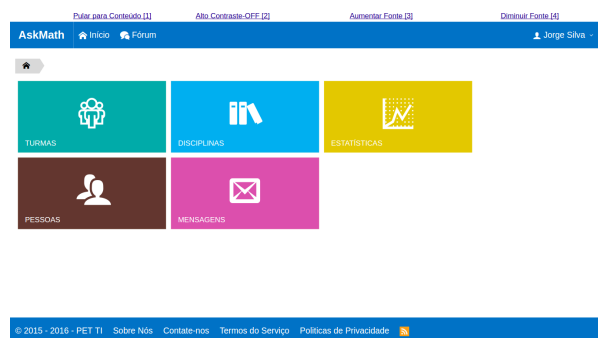 Pular para Conteúdo [1] Alto Contraste-OFF [2] Aumentar Fonte [3] Diminuir Fonte [4]
AskMath Início Fórum Jorge Silva
TURMAS DISCIPLINAS ESTATÍSTICAS
PESSOAS MENSAGENS
© 2015 - 2016 - PET TI Sobre Nós Contate-nos Termos do Serviço Politicas de Privacidade